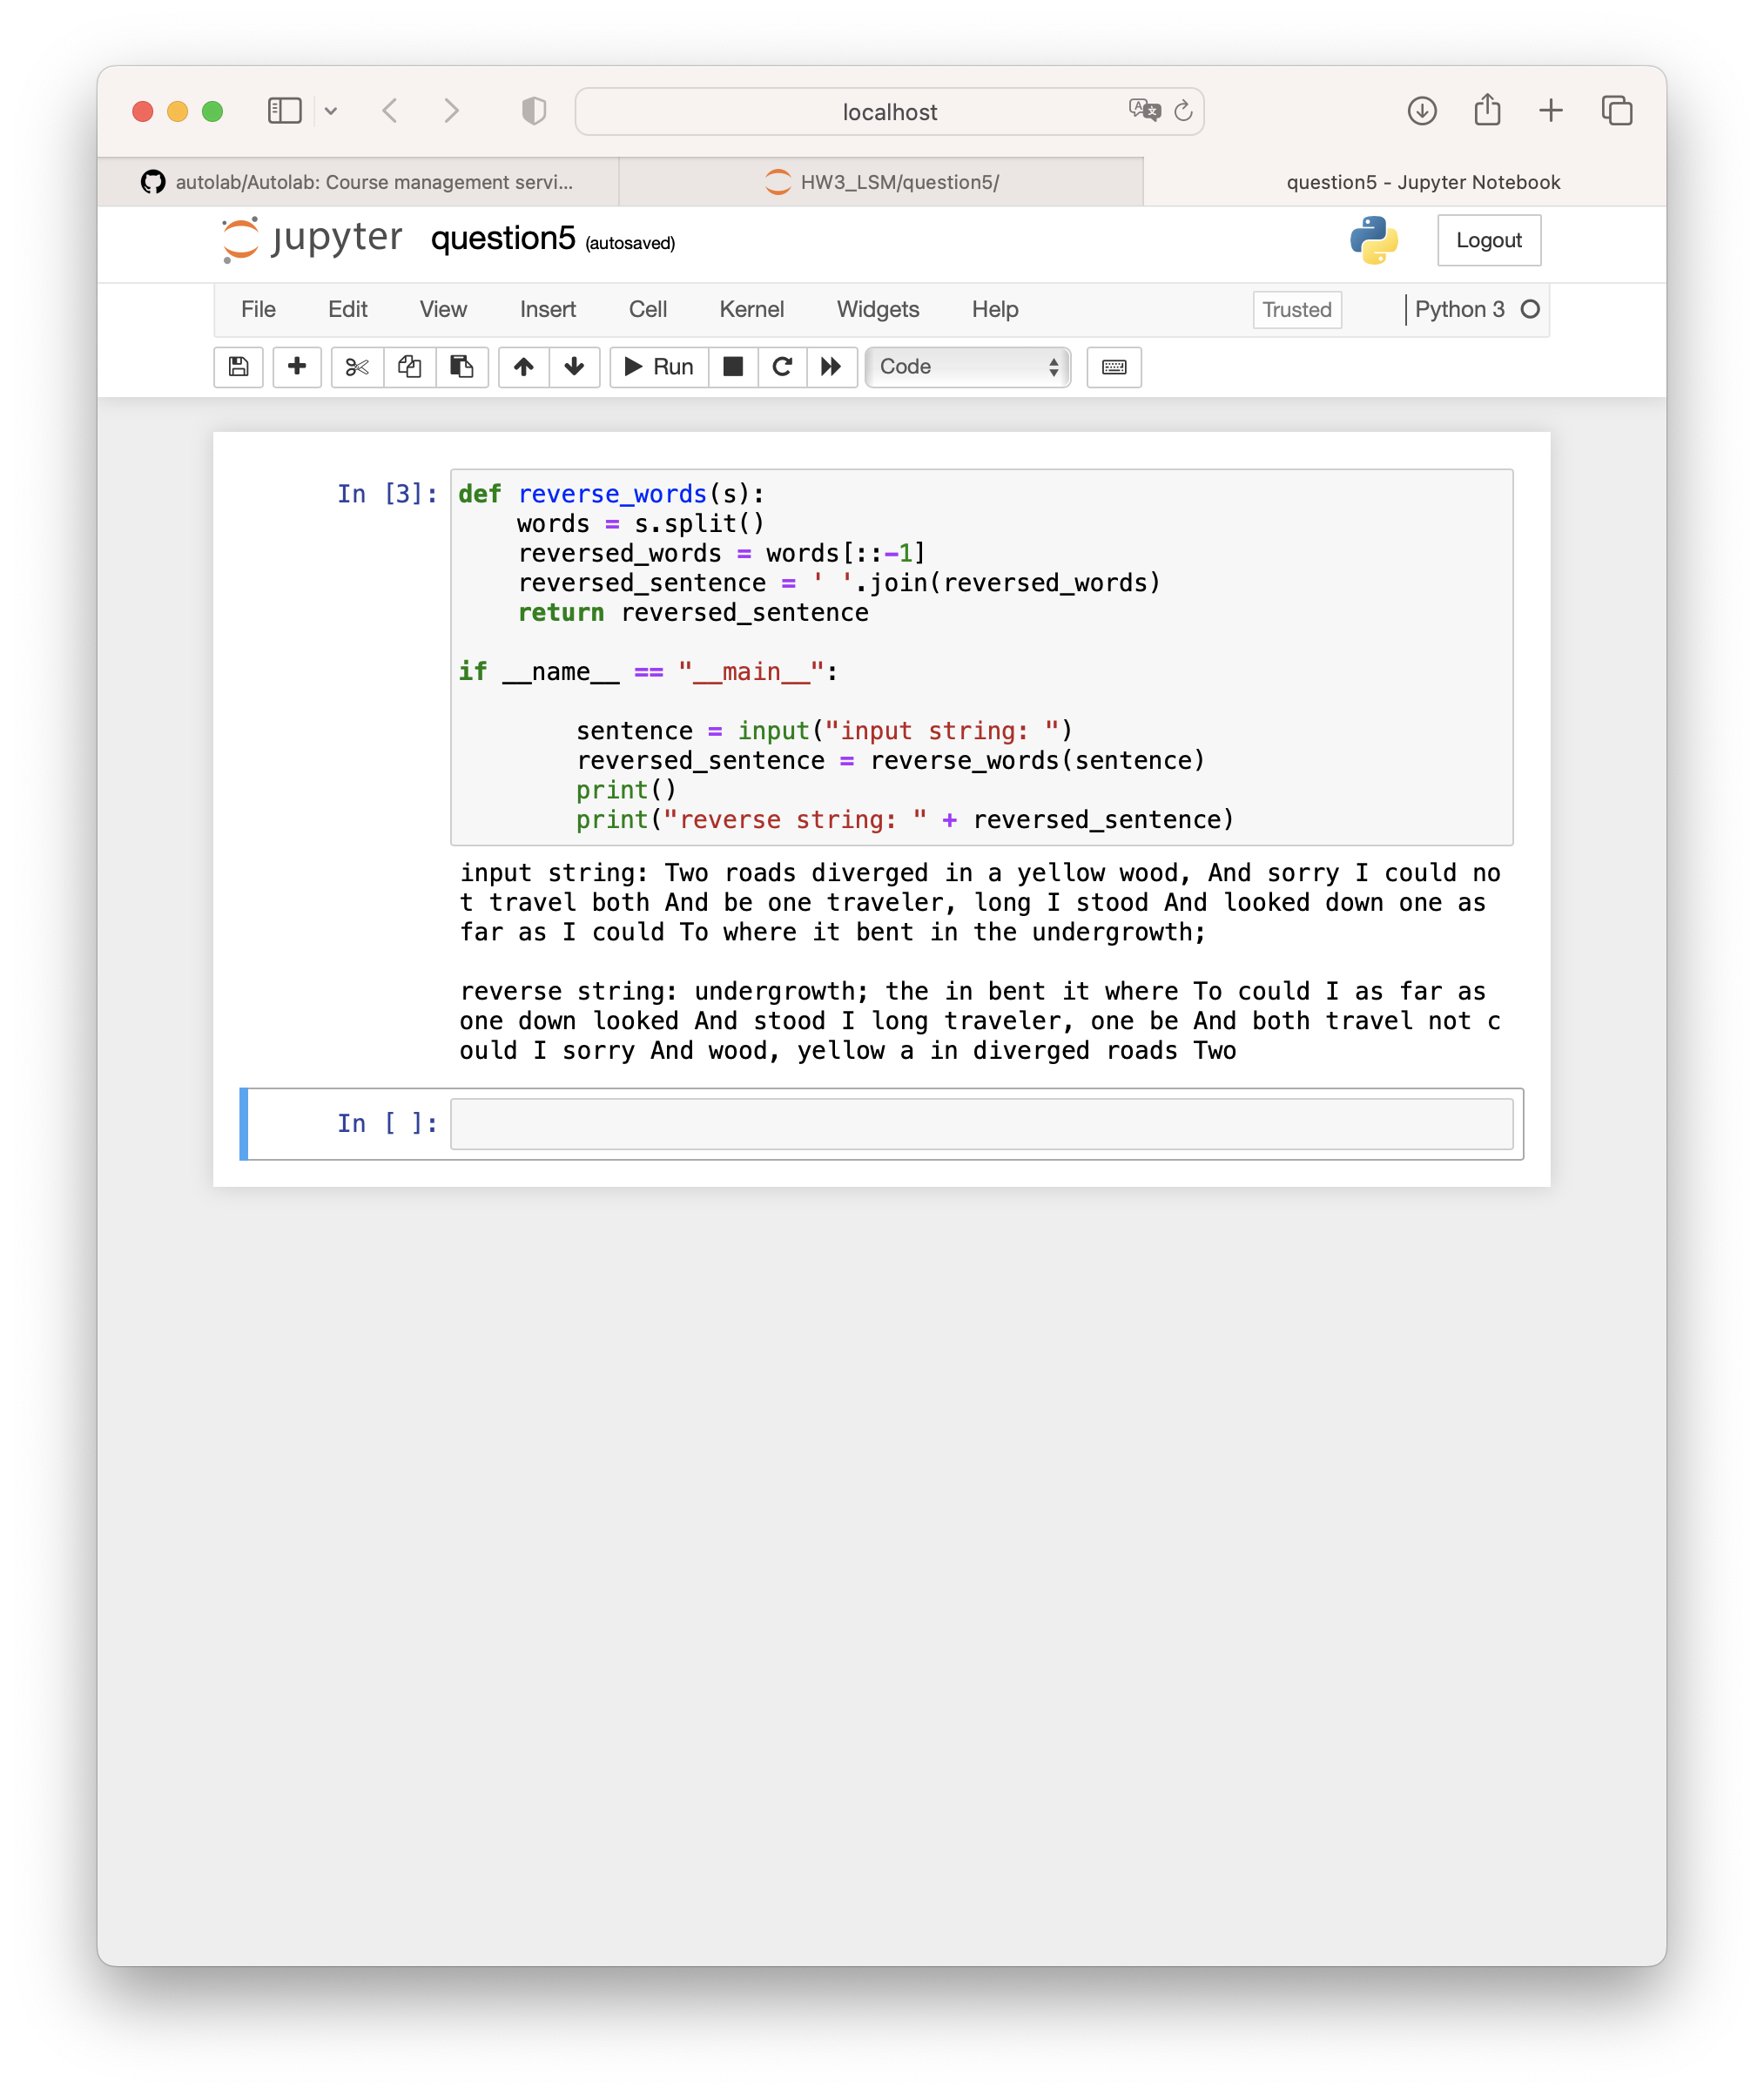 localhost
autolab/Autolab: Course management servi...
HW3_LSM/question5/
question5 - Jupyter Notebook
jupyter question5 (autosaved)
Logout
File Edit View Insert Cell Kernel Widgets Help
Trusted
Python 3
Run
Code
In [3]:
def reverse_words(s):
    words = s.split()
    reversed_words = words[::-1]
    reversed_sentence = ' '.join(reversed_words)
    return reversed_sentence

if __name__ == "__main__":

        sentence = input("input string: ")
        reversed_sentence = reverse_words(sentence)
        print()
        print("reverse string: " + reversed_sentence)
input string: Two roads diverged in a yellow wood, And sorry I could no
t travel both And be one traveler, long I stood And looked down one as
far as I could To where it bent in the undergrowth;

reverse string: undergrowth; the in bent it where To could I as far as
one down looked And stood I long traveler, one be And both travel not c
ould I sorry And wood, yellow a in diverged roads Two
In [ ]: